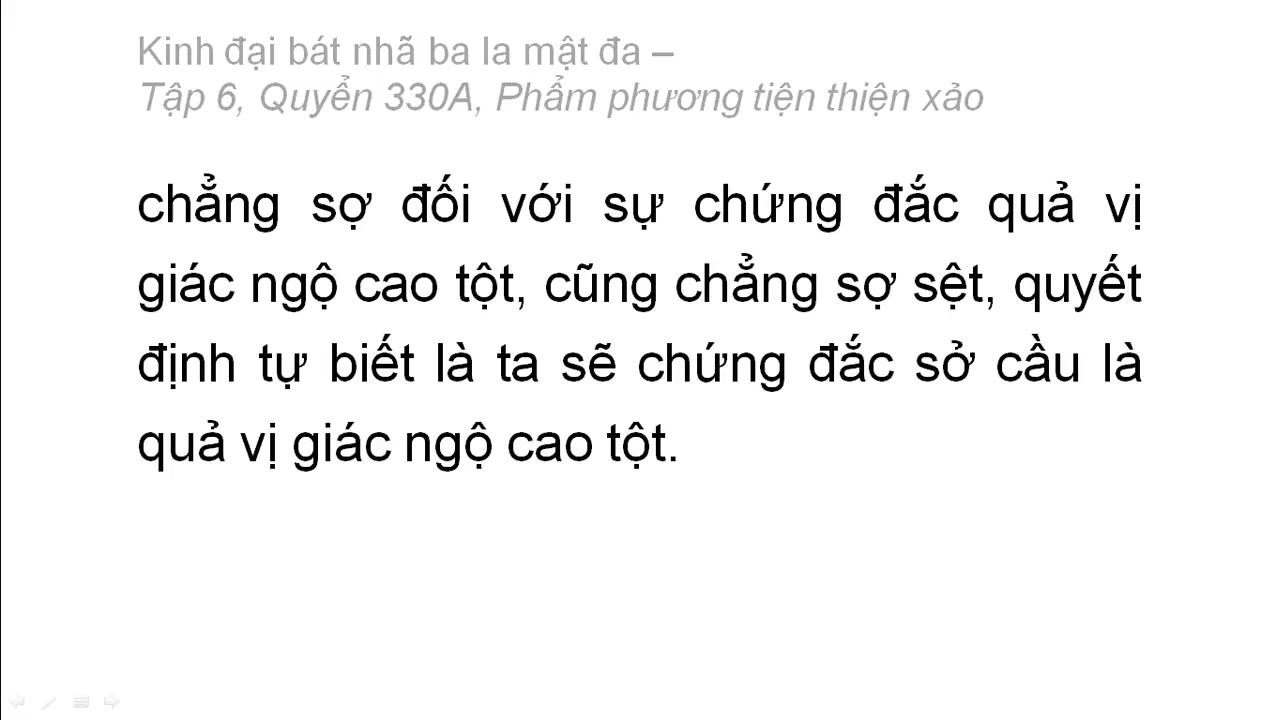 Kinh đại bát nhã ba la mật đa –
Tập 6, Quyển 330A, Phẩm phương tiện thiện xảo
chẳng sợ đối với sự chứng đắc quả vị
giác ngộ cao tột, cũng chẳng sợ sệt, quyết
định tự biết là ta sẽ chứng đắc sở cầu là
quả vị giác ngộ cao tột.